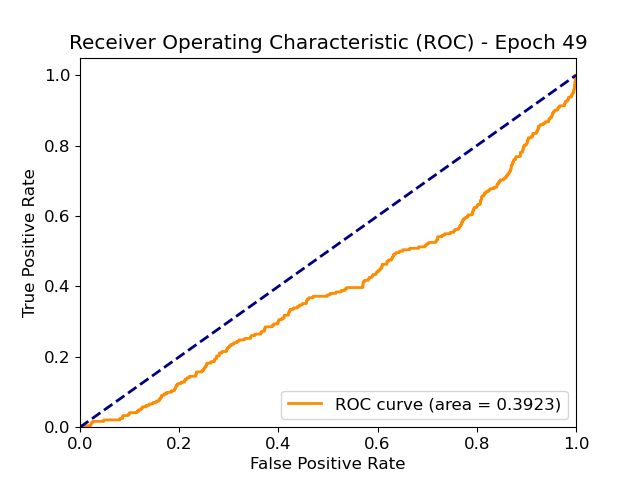 Receiver Operating Characteristic (ROC) - Epoch 49
True Positive Rate
1.0
0.8
0.6
0.4
0.2
0.0
ROC curve (area = 0.3923)
0.0 0.2 0.4 0.6 0.8 1.0
False Positive Rate